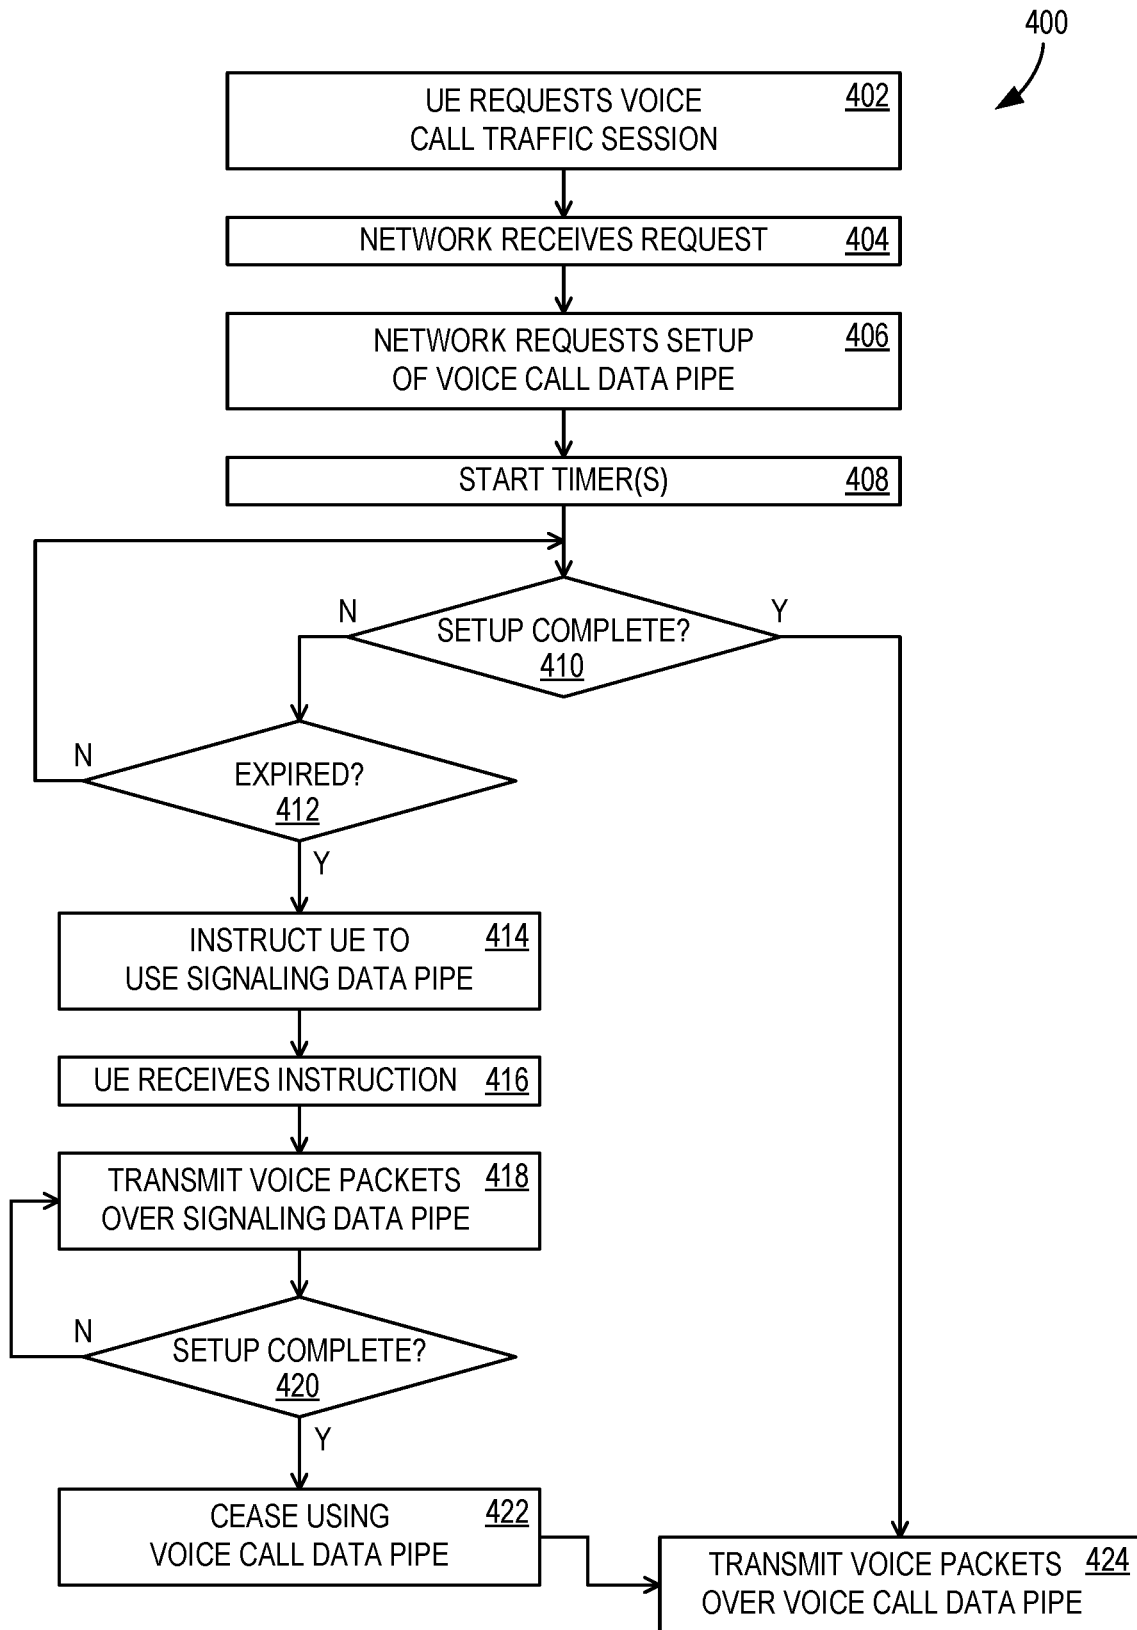 400
UE REQUESTS VOICE 402
CALL TRAFFIC SESSION
NETWORK RECEIVES REQUEST 404
NETWORK REQUESTS SETUP 406
OF VOICE CALL DATA PIPE
START TIMER(S) 408
N Y
SETUP COMPLETE?
410
N
EXPIRED?
412
Y
INSTRUCT UE TO 414
USE SIGNALING DATA PIPE
UE RECEIVES INSTRUCTION 416
TRANSMIT VOICE PACKETS 418
OVER SIGNALING DATA PIPE
N
SETUP COMPLETE?
420
Y
CEASE USING 422
VOICE CALL DATA PIPE
TRANSMIT VOICE PACKETS 424
OVER VOICE CALL DATA PIPE